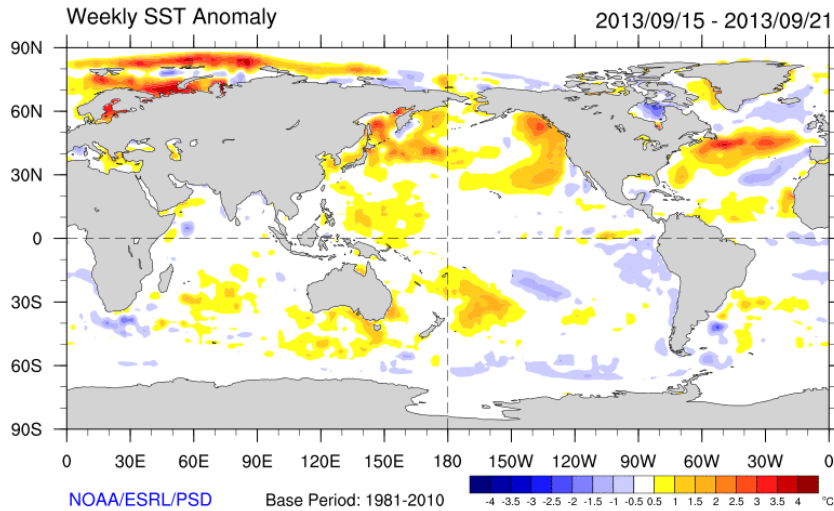 Weekly SST Anomaly 2013/09/15 - 2013/09/21
90N
60N
30N
0
30S
60S
90S
0 30E 60E 90E 120E 150E 180 150W 120W 90W 60W 30W 0
NOAA/ESRL/PSD Base Period: 1981-2010
-4 -3.5 -3 -2.5 -2 -1.5 -1 -0.5 0.5 1 1.5 2 2.5 3 3.5 4 °C